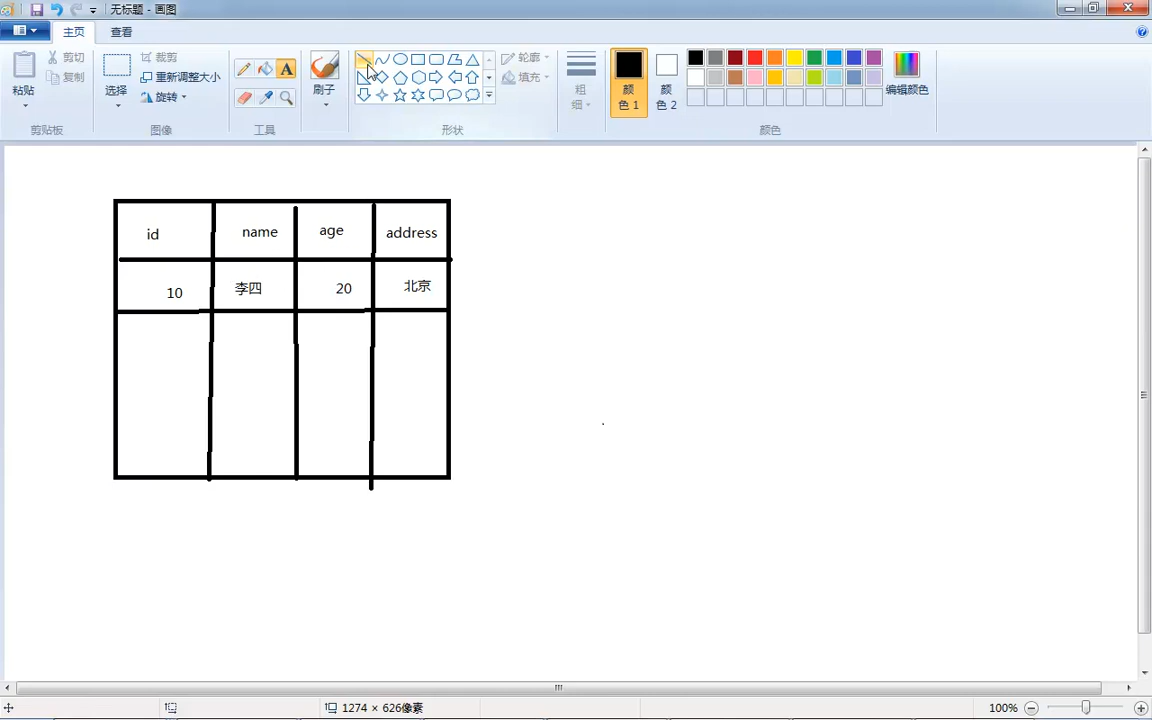 无标题 - 画图
主页 查看
粘贴
剪切
复制
剪贴板
选择
裁剪
重新调整大小
旋转
图像
A
工具
刷子
轮廓
填充
形状
粗
细
颜
色 1
颜
色 2
编辑颜色
颜色
id name age address
10 李四 20 北京
1274 × 626像素
100%